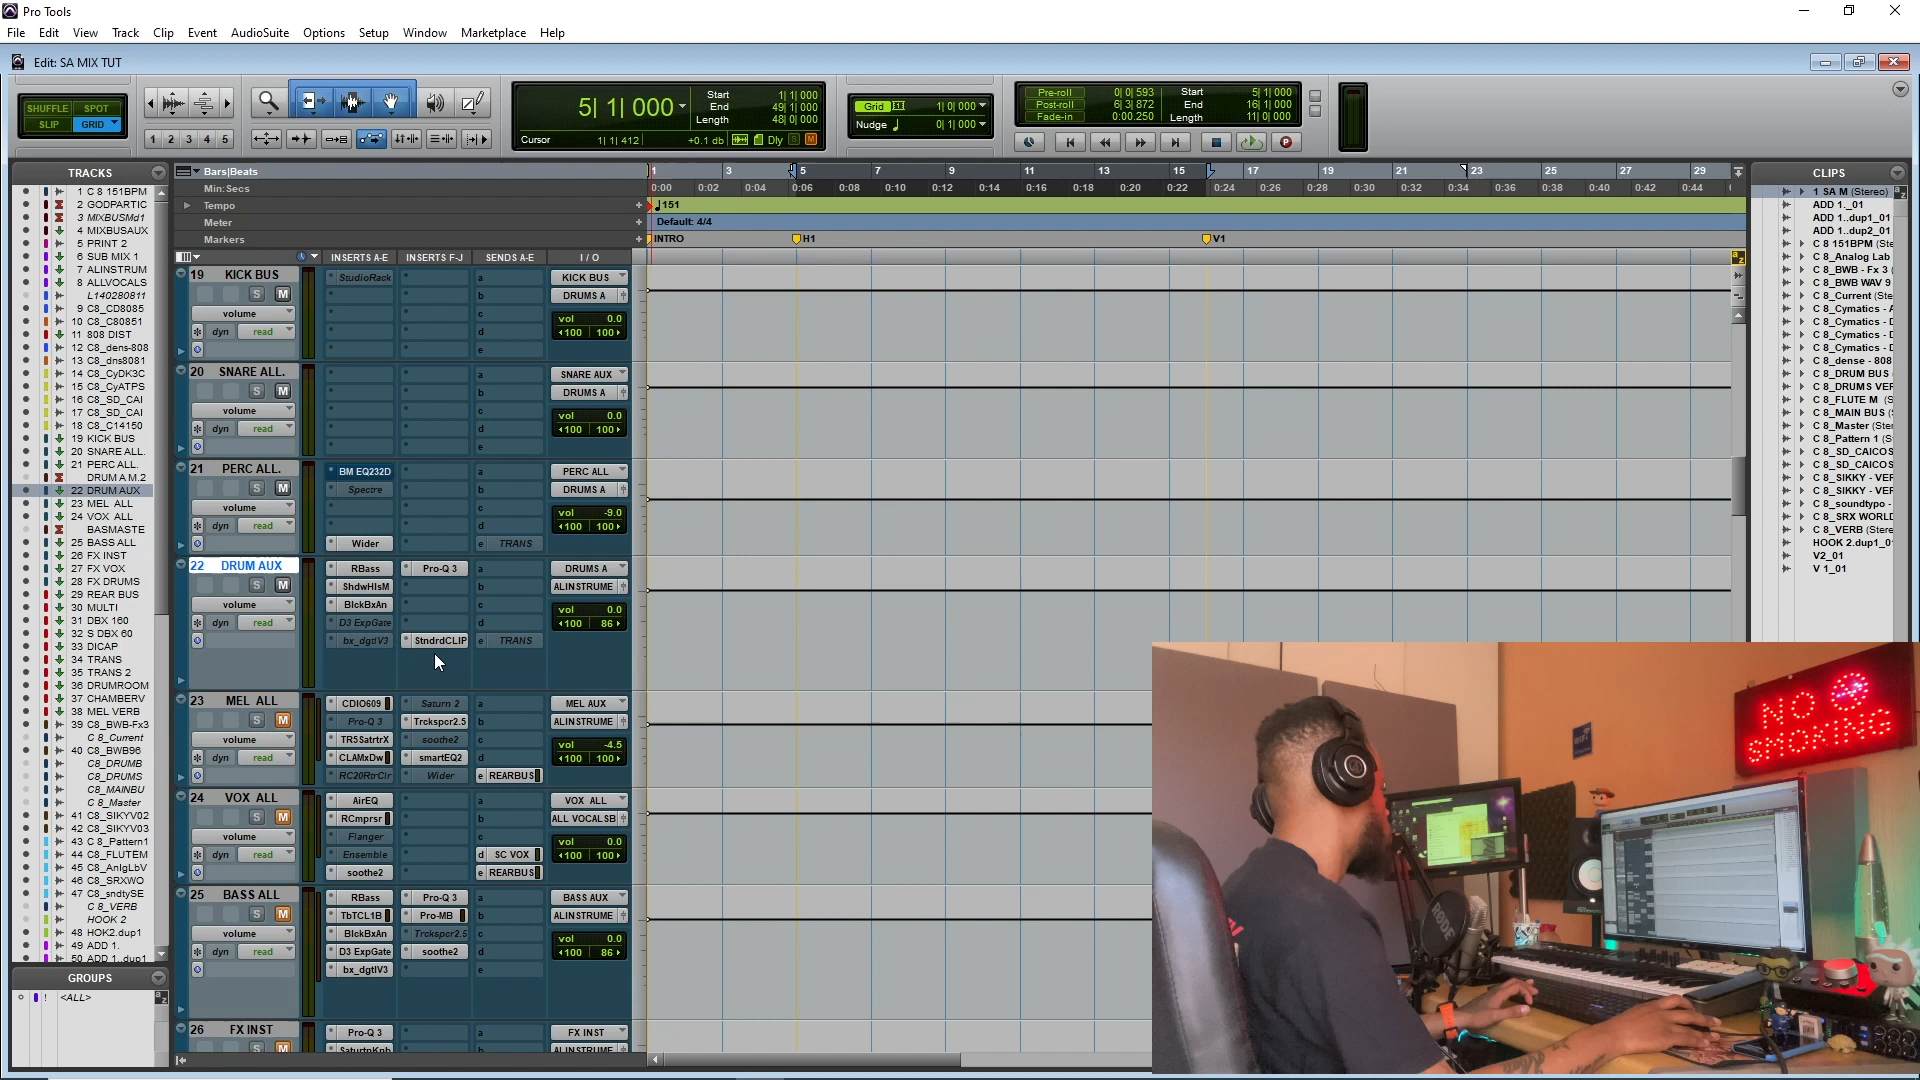 Pro Tools
File Edit View Track Clip Event AudioSuite Options Setup Window Marketplace Help
Edit: SA MIX TUT
SHUFFLE SPOT
SLIP GRID
1 2 3 4 5
5| 1| 000
Start 1| 1| 000
End 49| 1| 000
Length 48| 0| 000
Cursor 1| 1| 412 +0.1 db Dly S M
Grid 1| 0| 000
Nudge 0| 1| 000
Pre-roll 0| 0| 593 Start 5| 1| 000
Post-roll 6| 3| 872 End 16| 1| 000
Fade-in 0:00.250 Length 11| 0| 000
TRACKS
1 C 8 151BPM
2 GODPARTIC
3 MIXBUSMd1
4 MIXBUSAUX
5 PRINT 2
6 SUB MIX 1
7 ALINSTRUM
8 ALLVOCALS
L140280811
9 C8_CD8085
10 C8_C80851
11 808 DIST
12 C8_dens-808
13 C8_dns8081
14 C8_CyDK3C
15 C8_CyATPS
16 C8_SD_CAI
17 C8_SD_CAI
18 C8_C14150
19 KICK BUS
20 SNARE ALL.
21 PERC ALL.
DRUM A M.2
22 DRUM AUX
23 MEL ALL
24 VOX ALL
BASMASTE
25 BASS ALL
26 FX INST
27 FX VOX
28 FX DRUMS
29 REAR BUS
30 MULTI
31 DBX 160
32 S DBX 60
33 DICAP
34 TRANS
35 TRANS 2
36 DRUMROOM
37 CHAMBERV
38 MEL VERB
39 C8_BWB-Fx3
C 8_Current
40 C8_BWB96
C8_DRUMB
C8_DRUMS
C8_MAINBU
C 8_Master
41 C8_SIKYV02
42 C8_SIKYV03
43 C 8_Pattern1
44 C8_FLUTEM
45 C8_AnlgLbV
46 C8_SRXWO
47 C8_sndtySE
C 8_VERB
HOOK 2
48 HOK2.dup1
49 ADD 1.
50 ADD 1..dup1
GROUPS
! <ALL>
Bars|Beats 1 3 5 7 9 11 13 15 17 19 21 23 25 27 29
Min:Secs 0:00 0:02 0:04 0:06 0:08 0:10 0:12 0:14 0:16 0:18 0:20 0:22 0:24 0:26 0:28 0:30 0:32 0:34 0:36 0:38 0:40 0:42 0:44
Tempo 151
Meter Default: 4/4
Markers INTRO H1 V1
INSERTS A-E INSERTS F-J SENDS A-E I / O
19 KICK BUS StudioRack a KICK BUS
S M b DRUMS A
volume c vol 0.0
dyn read d 100 100
e
20 SNARE ALL. a SNARE AUX
S M b DRUMS A
volume c vol 0.0
dyn read d 100 100
e
21 PERC ALL. BM EQ232D a PERC ALL
S M Spectre b DRUMS A
volume c vol -9.0
dyn read d 100 100
Wider e TRANS
22 DRUM AUX RBass Pro-Q 3 a DRUMS A
S M ShdwHlsM b ALINSTRUME
volume BlckBxAn c vol 0.0
dyn read D3 ExpGate d 100 86
bx_dgtlV3 StndrdCLIP e TRANS
23 MEL ALL CDIO609 Saturn 2 a MEL AUX
S M Pro-Q 3 Trckspcr2.5 b ALINSTRUME
volume TR5SatrtrX soothe2 c vol -4.5
dyn read CLAMxDw smartEQ2 d 100 100
RC20RtrClr Wider e REARBUS
24 VOX ALL AirEQ a VOX ALL
S M RCmprsr b ALL VOCALSB
volume Flanger c vol 0.0
dyn read Ensemble d SC VOX 100 100
soothe2 e REARBUS
25 BASS ALL RBass Pro-Q 3 a BASS AUX
S M TbTCL1B Pro-MB b ALINSTRUME
volume BlckBxAn Trckspcr2.5 c vol 0.0
dyn read D3 ExpGate soothe2 d 100 86
bx_dgtlV3 e
26 FX INST Pro-Q 3 a FX INST
S M SaturnKnb b ALINSTRUME
CLIPS
1 SA M (Stereo)
ADD 1._01
ADD 1..dup1_01
ADD 1..dup2_01
C 8 151BPM (Ste
C 8_Analog Lab
C 8_BWB - Fx 3 (
C 8_BWB WAV 9
C 8_Current (Ste
C 8_Cymatics - A
C 8_Cymatics - D
C 8_Cymatics - D
C 8_Cymatics - D
C 8_dense - 808
C 8_DRUM BUS
C 8_DRUMS VEF
C 8_FLUTE M (S
C 8_MAIN BUS (
C 8_Master (Ster
C 8_Pattern 1 (St
C 8_SD_CAICOS
C 8_SD_CAICOS
C 8_SIKKY - VEF
C 8_SIKKY - VEF
C 8_soundtypo -
C 8_SRX WORLD
C 8_VERB (Stere
HOOK 2.dup1_0
V2_01
V 1_01
NO
SMOKING
WiFi
RODE